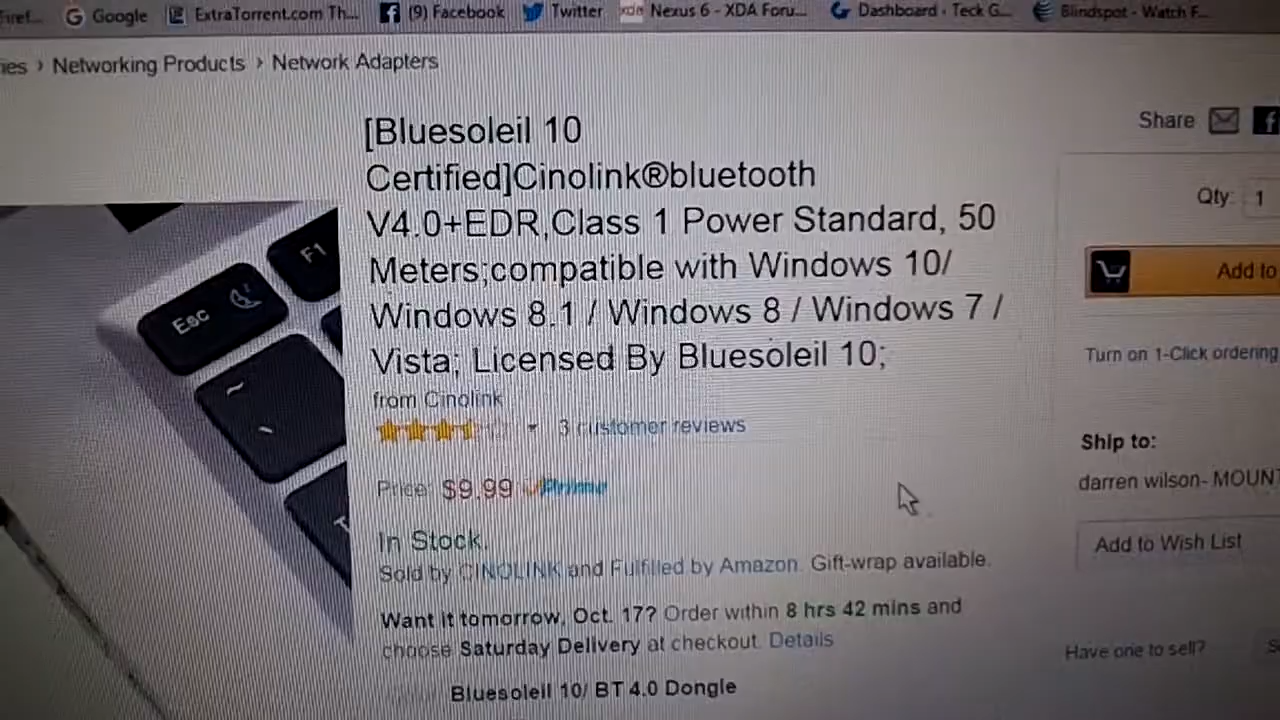 iref... Google ExtraTorrent.com Th... (9) Facebook Twitter Nexus 6 - XDA Foru... Dashboard - Teck G... Blindspot - Watch F...
ies › Networking Products › Network Adapters
[Bluesoleil 10
Certified]Cinolink®bluetooth
V4.0+EDR,Class 1 Power Standard, 50
Meters;compatible with Windows 10/
Windows 8.1 / Windows 8 / Windows 7 /
Vista; Licensed By Bluesoleil 10;
from Cinolink
3 customer reviews
Price: $9.99 Prime
In Stock.
Sold by CINOLINK and Fulfilled by Amazon. Gift-wrap available.
Want it tomorrow, Oct. 17? Order within 8 hrs 42 mins and
choose Saturday Delivery at checkout. Details
Bluesoleil 10/ BT 4.0 Dongle
Share
Qty: 1
Add to
Turn on 1-Click ordering
Ship to:
darren wilson- MOUNT
Add to Wish List
Have one to sell?
Esc
F1
~